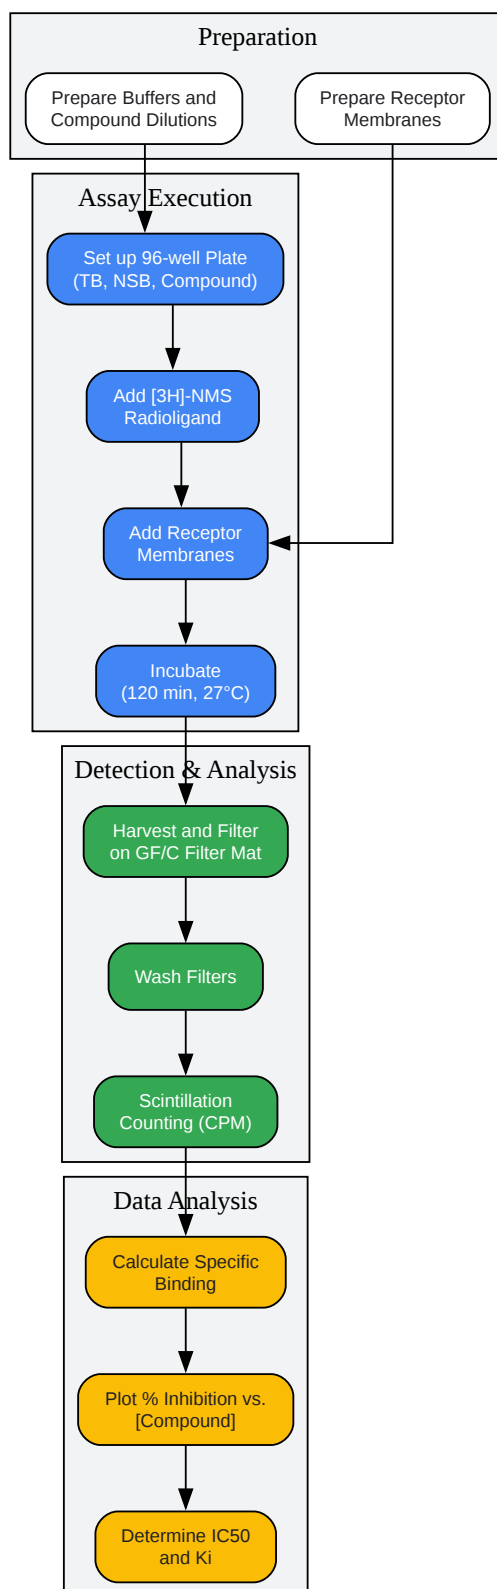 Preparation
Prepare Buffers and
Compound Dilutions
Prepare Receptor
Membranes
Assay Execution
Set up 96-well Plate
(TB, NSB, Compound)
Add [3H]-NMS
Radioligand
Add Receptor
Membranes
Incubate
(120 min, 27°C)
Detection & Analysis
Harvest and Filter
on GF/C Filter Mat
Wash Filters
Scintillation
Counting (CPM)
Data Analysis
Calculate Specific
Binding
Plot % Inhibition vs.
[Compound]
Determine IC50
and Ki